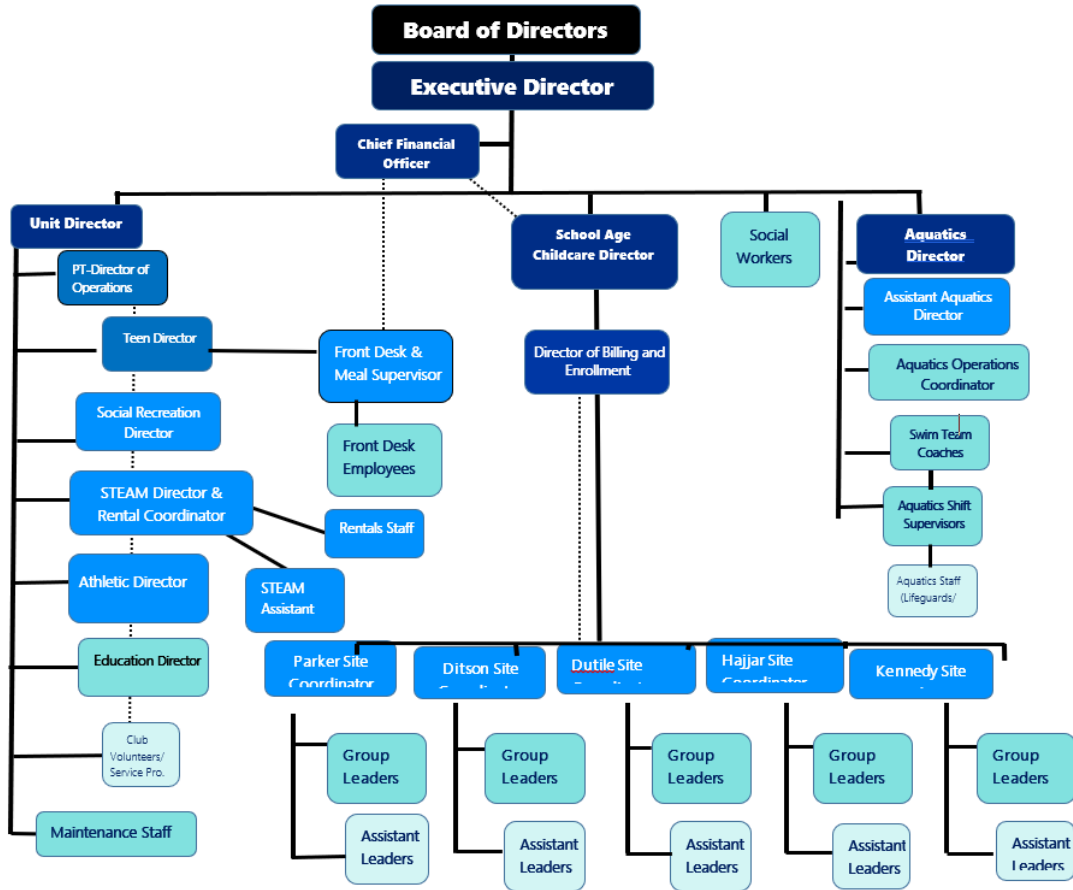 Board of Directors
Executive Director
Chief Financial
Officer
Unit Director
PT-Director of
Operations
Teen Director
Social Recreation
Director
STEAM Director &
Rental Coordinator
Athletic Director
Education Director
Club
Volunteers/
Service Pro.
Maintenance Staff
Front Desk &
Meal Supervisor
Front Desk
Employees
Rentals Staff
STEAM
Assistant
School Age
Childcare Director
Director of Billing and
Enrollment
Social
Workers
Aquatics
Director
Assistant Aquatics
Director
Aquatics Operations
Coordinator
Swim Team
Coaches
Aquatics Shift
Supervisors
Aquatics Staff
(Lifeguards/
Parker Site
Coordinator
Ditson Site
Dutile Site
Hajjar Site
Coordinator
Kennedy Site
Group
Leaders
Assistant
Leaders
Group
Leaders
Assistant
Leaders
Group
Leaders
Assistant
Leaders
Group
Leaders
Assistant
Leaders
Group
Leaders
Assistant
Leaders